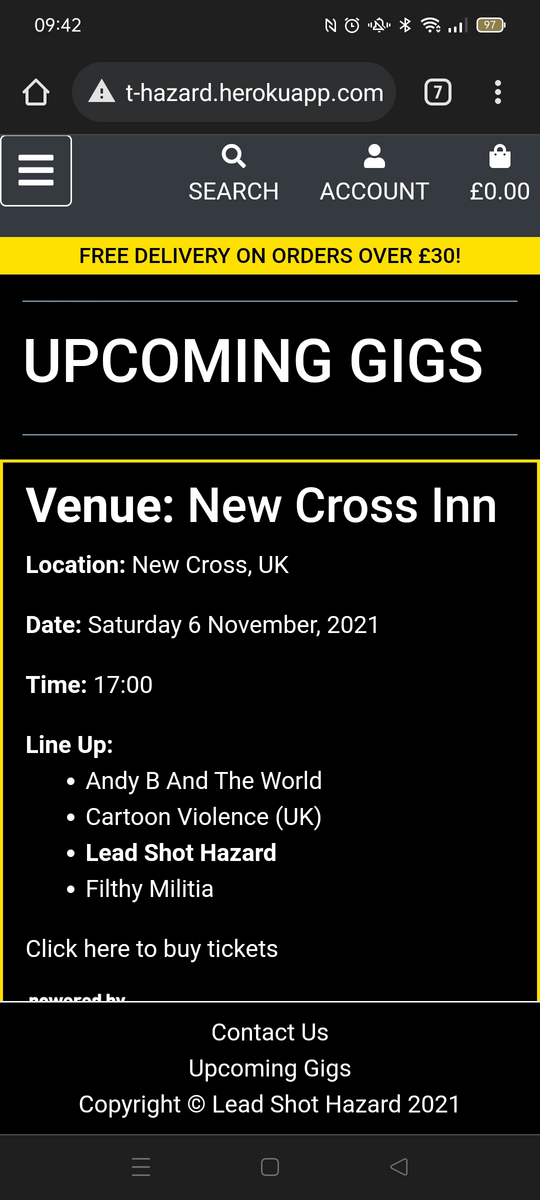 09:42
97
t-hazard.herokuapp.com
7
SEARCH
ACCOUNT
£0.00
FREE DELIVERY ON ORDERS OVER £30!
UPCOMING GIGS
Venue: New Cross Inn
Location: New Cross, UK
Date: Saturday 6 November, 2021
Time: 17:00
Line Up:
Andy B And The World
Cartoon Violence (UK)
Lead Shot Hazard
Filthy Militia
Click here to buy tickets
powered by
Contact Us
Upcoming Gigs
Copyright © Lead Shot Hazard 2021